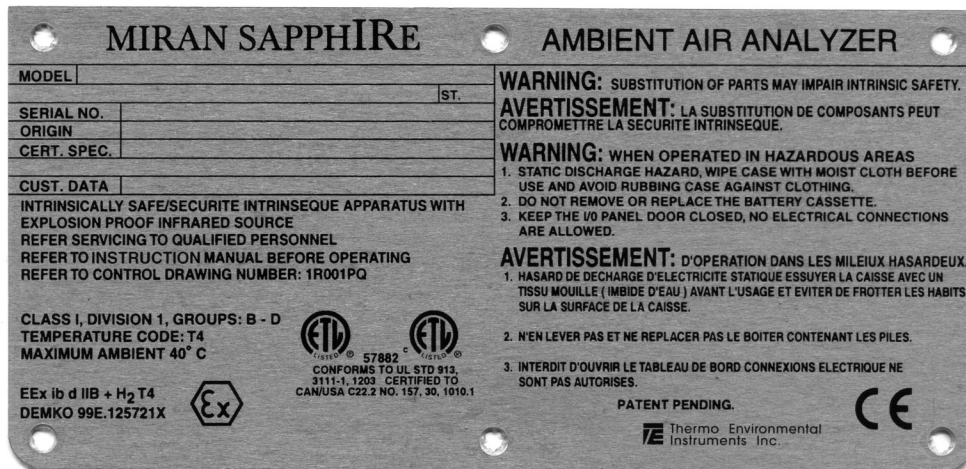 MIRAN SAPPHIRE
MODEL
ST.
SERIAL NO.
ORIGIN
CERT. SPEC.
CUST. DATA
INTRINSICALLY SAFE/SECURITE INTRINSEQUE APPARATUS WITH
EXPLOSION PROOF INFRARED SOURCE
REFER SERVICING TO QUALIFIED PERSONNEL
REFER TO INSTRUCTION MANUAL BEFORE OPERATING
REFER TO CONTROL DRAWING NUMBER: 1R001PQ
CLASS I, DIVISION 1, GROUPS: B - D
TEMPERATURE CODE: T4
MAXIMUM AMBIENT 40° C
EEx ib d IIB + H2 T4
DEMKO 99E.125721X
Ex
ETL LISTED ®
c ETL LISTED ®
57882
CONFORMS TO UL STD 913,
3111-1, 1203 CERTIFIED TO
CAN/USA C22.2 NO. 157, 30, 1010.1
AMBIENT AIR ANALYZER
WARNING: SUBSTITUTION OF PARTS MAY IMPAIR INTRINSIC SAFETY.
AVERTISSEMENT: LA SUBSTITUTION DE COMPOSANTS PEUT
COMPROMETTRE LA SECURITE INTRINSEQUE.
WARNING: WHEN OPERATED IN HAZARDOUS AREAS
1. STATIC DISCHARGE HAZARD, WIPE CASE WITH MOIST CLOTH BEFORE
USE AND AVOID RUBBING CASE AGAINST CLOTHING.
2. DO NOT REMOVE OR REPLACE THE BATTERY CASSETTE.
3. KEEP THE I/0 PANEL DOOR CLOSED, NO ELECTRICAL CONNECTIONS
ARE ALLOWED.
AVERTISSEMENT: D'OPERATION DANS LES MILEIUX HASARDEUX.
1. HASARD DE DECHARGE D'ELECTRICITE STATIQUE ESSUYER LA CAISSE AVEC UN
TISSU MOUILLE ( IMBIDE D'EAU ) AVANT L'USAGE ET EVITER DE FROTTER LES HABITS
SUR LA SURFACE DE LA CAISSE.
2. N'EN LEVER PAS ET NE REPLACER PAS LE BOITER CONTENANT LES PILES.
3. INTERDIT D'OUVRIR LE TABLEAU DE BORD CONNEXIONS ELECTRIQUE NE
SONT PAS AUTORISES.
PATENT PENDING.
CE
TE Thermo Environmental
Instruments Inc.